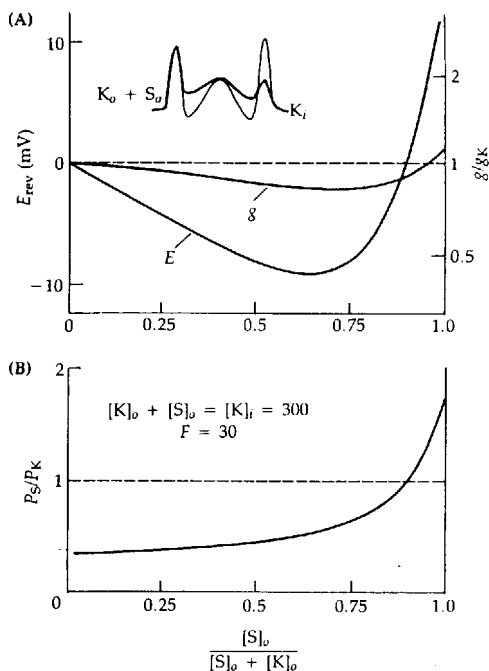 (A)
10
0
−10
E_rev (mV)
K_o + S_o
K_i
g
E
2
1
0.5
g/g_K
0 0.25 0.5 0.75 1.0
(B)
2
1
0
P_S/P_K
[K]_o + [S]_o = [K]_i = 300
F = 30
0 0.25 0.5 0.75 1.0
[S]_o
[S]_o + [K]_o